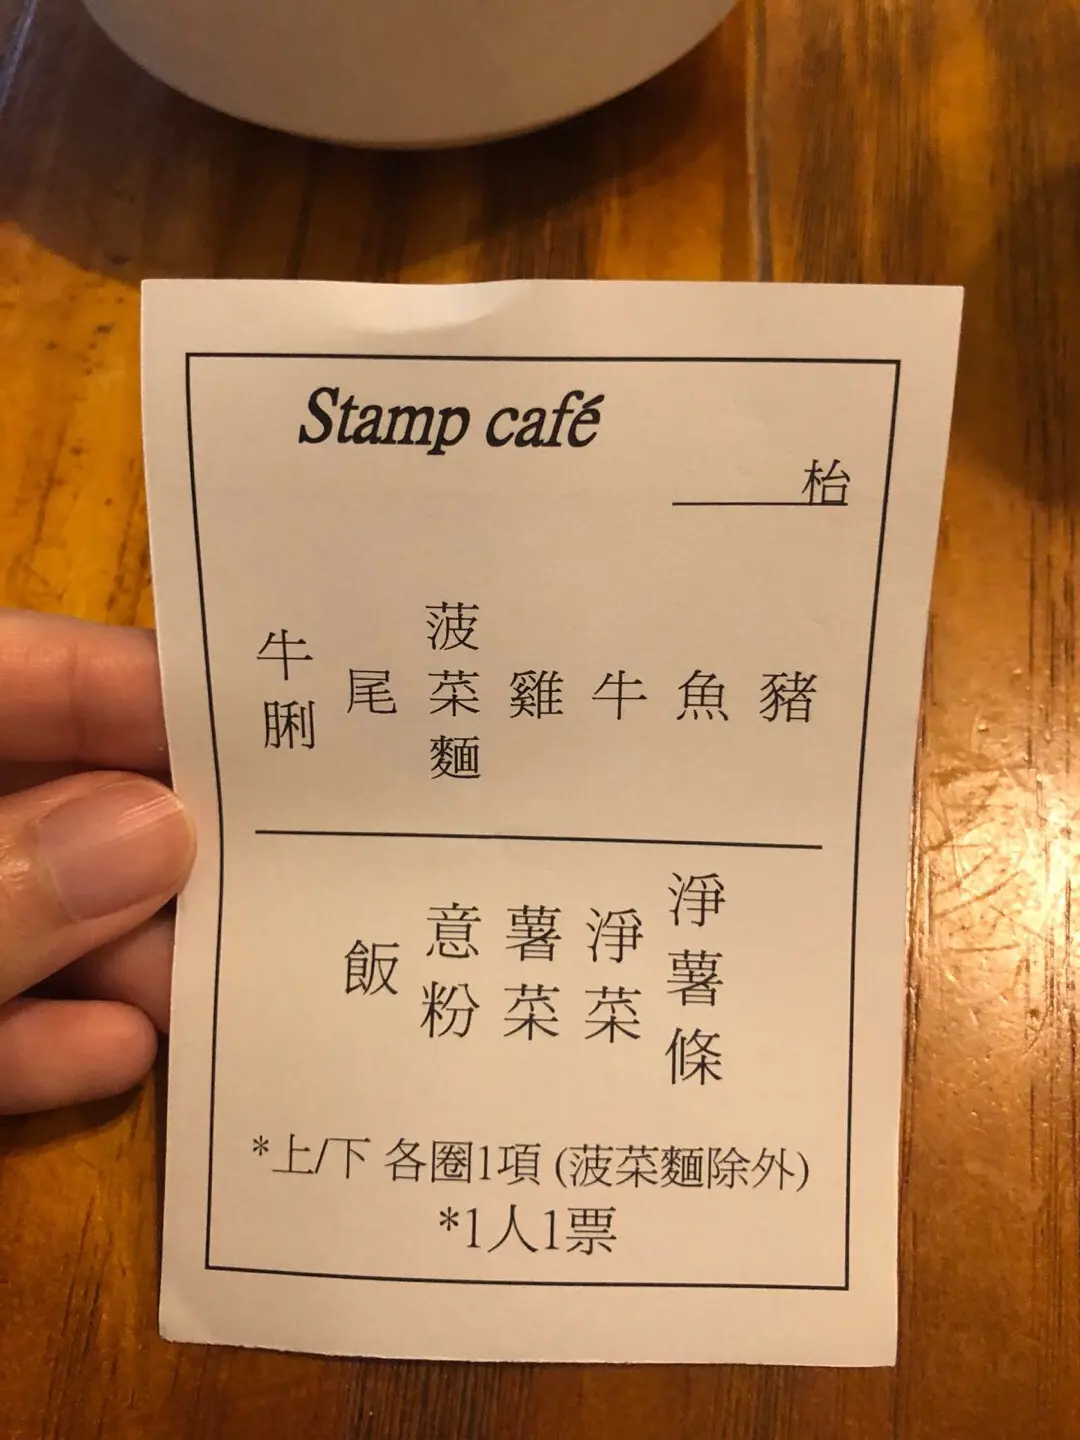 Stamp café
枱
豬
魚
牛
雞
菠菜麵
尾
牛脷
淨薯條
淨菜
薯菜
意粉
飯
*上/下 各圈1項 (菠菜麵除外)
*1人1票